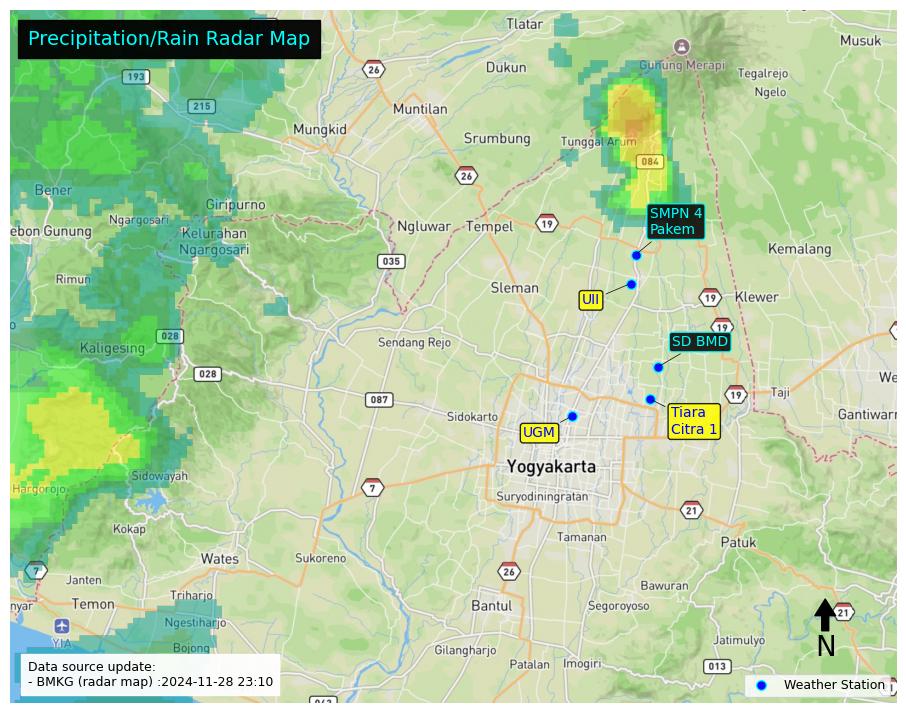 Precipitation/Rain Radar Map
Tlatar
Musuk
Gunung Merapi
26
Dukun
Tegalrejo
193
Ngelo
215
Muntilan
Mungkid
Srumbung
Tunggal Arum
084
26
Bener
Giripurno
Ngargosari
SMPN 4
Pakem
ebon Gunung
Kelurahan
Ngargosari
Ngluwar
Tempel
19
Kemalang
035
Rimun
Sleman
UII
19
Klewer
19
028
Kaligesing
Sendang Rejo
SD BMD
028
087
19
Taji
We
Sidokarto
Tiara
Citra 1
Gantiwarn
UGM
Yogyakarta
Sidowayah
Hargorojo
7
Suryodiningratan
21
Kokap
Tamanan
Patuk
Wates
Sukoreno
7
26
Janten
Bawuran
Triharjo
nyar
Temon
Bantul
Segoroyoso
21
Ngestiharjo
YIA
Jatimulyo
N
Bojong
Gilangharjo
Patalan
Imogiri
013
Data source update:
- BMKG (radar map) :2024-11-28 23:10
Weather Station